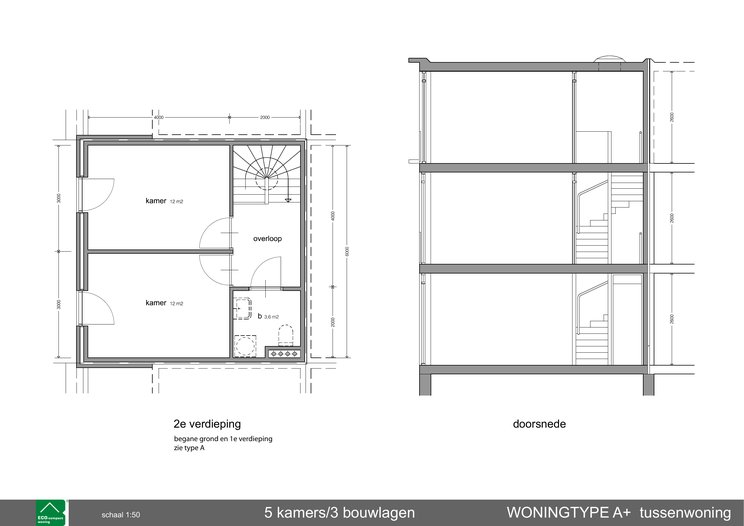 4000 2000
3000
kamer 12 m2
4000
overloop
6000
3000
kamer 12 m2
b 3.6 m2
2000
2600
2600
2600
2e verdieping
begane grond en 1e verdieping
zie type A
doorsnede
ECO compact
woning
schaal 1:50
5 kamers/3 bouwlagen
WONINGTYPE A+ tussenwoning